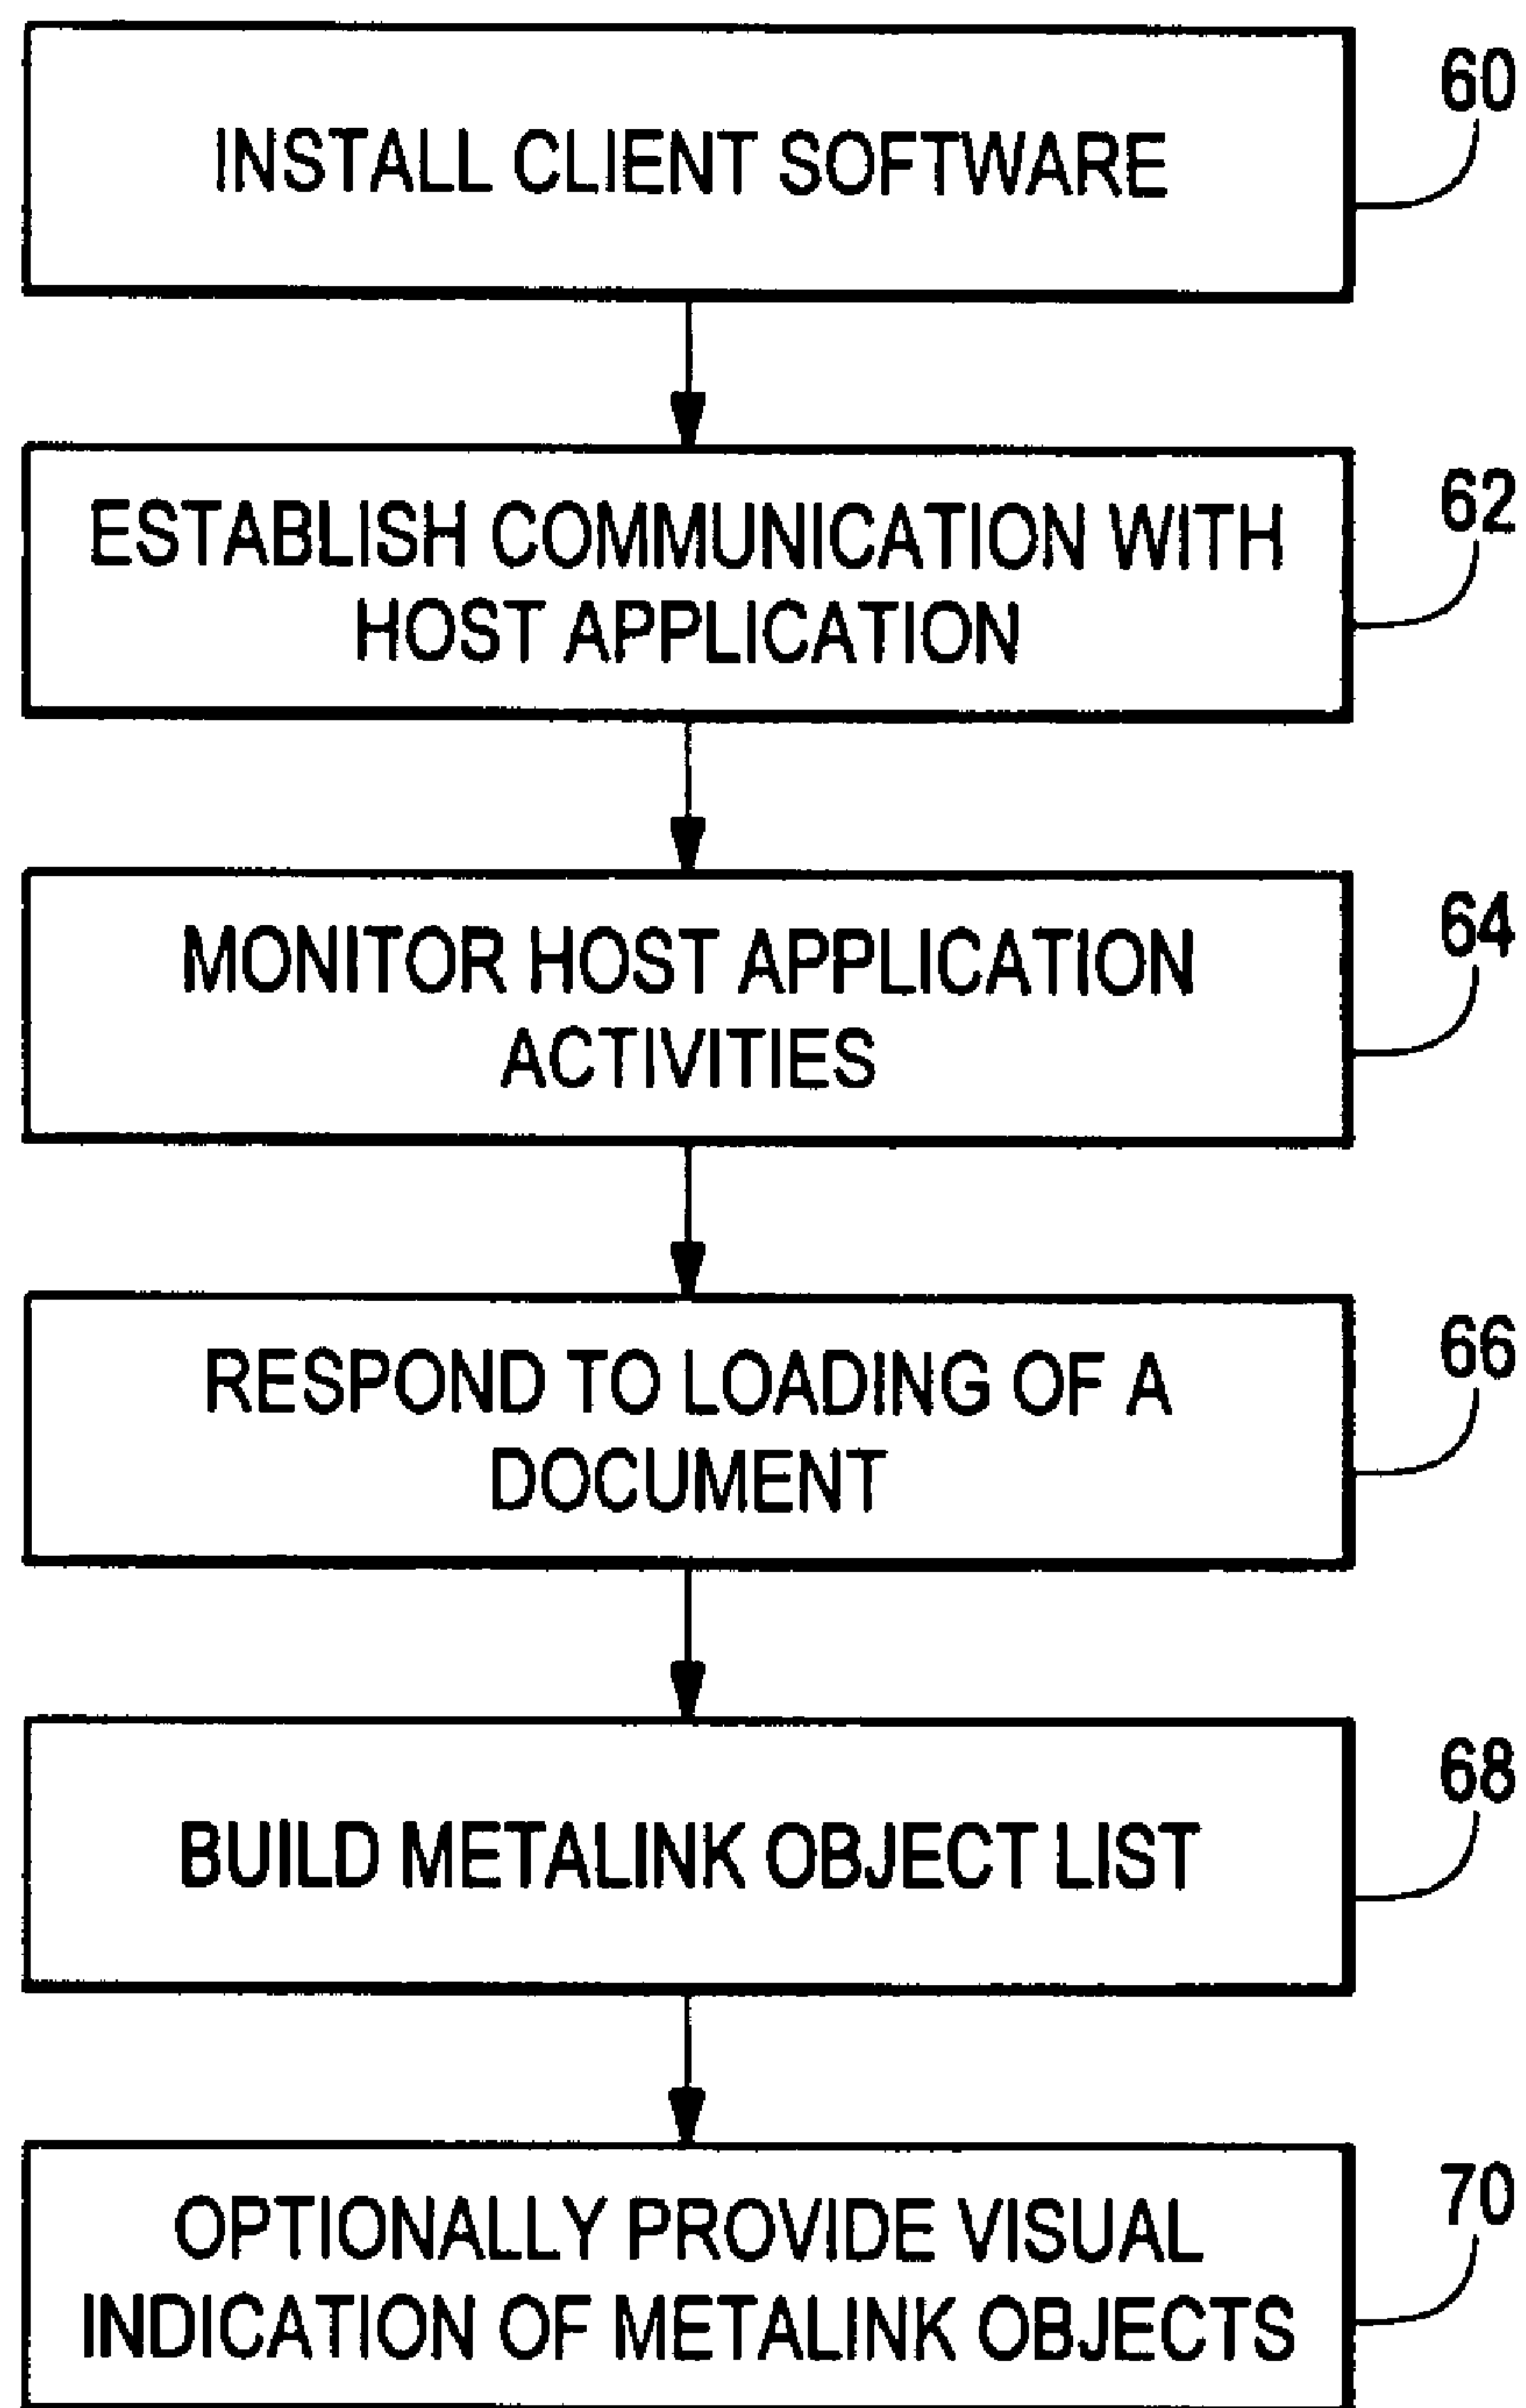 60
INSTALL CLIENT SOFTWARE
62
ESTABLISH COMMUNICATION WITH
HOST APPLICATION
64
MONITOR HOST APPLICATION
ACTIVITIES
66
RESPOND TO LOADING OF A
DOCUMENT
68
BUILD METALINK OBJECT LIST
70
OPTIONALLY PROVIDE VISUAL
INDICATION OF METALINK OBJECTS